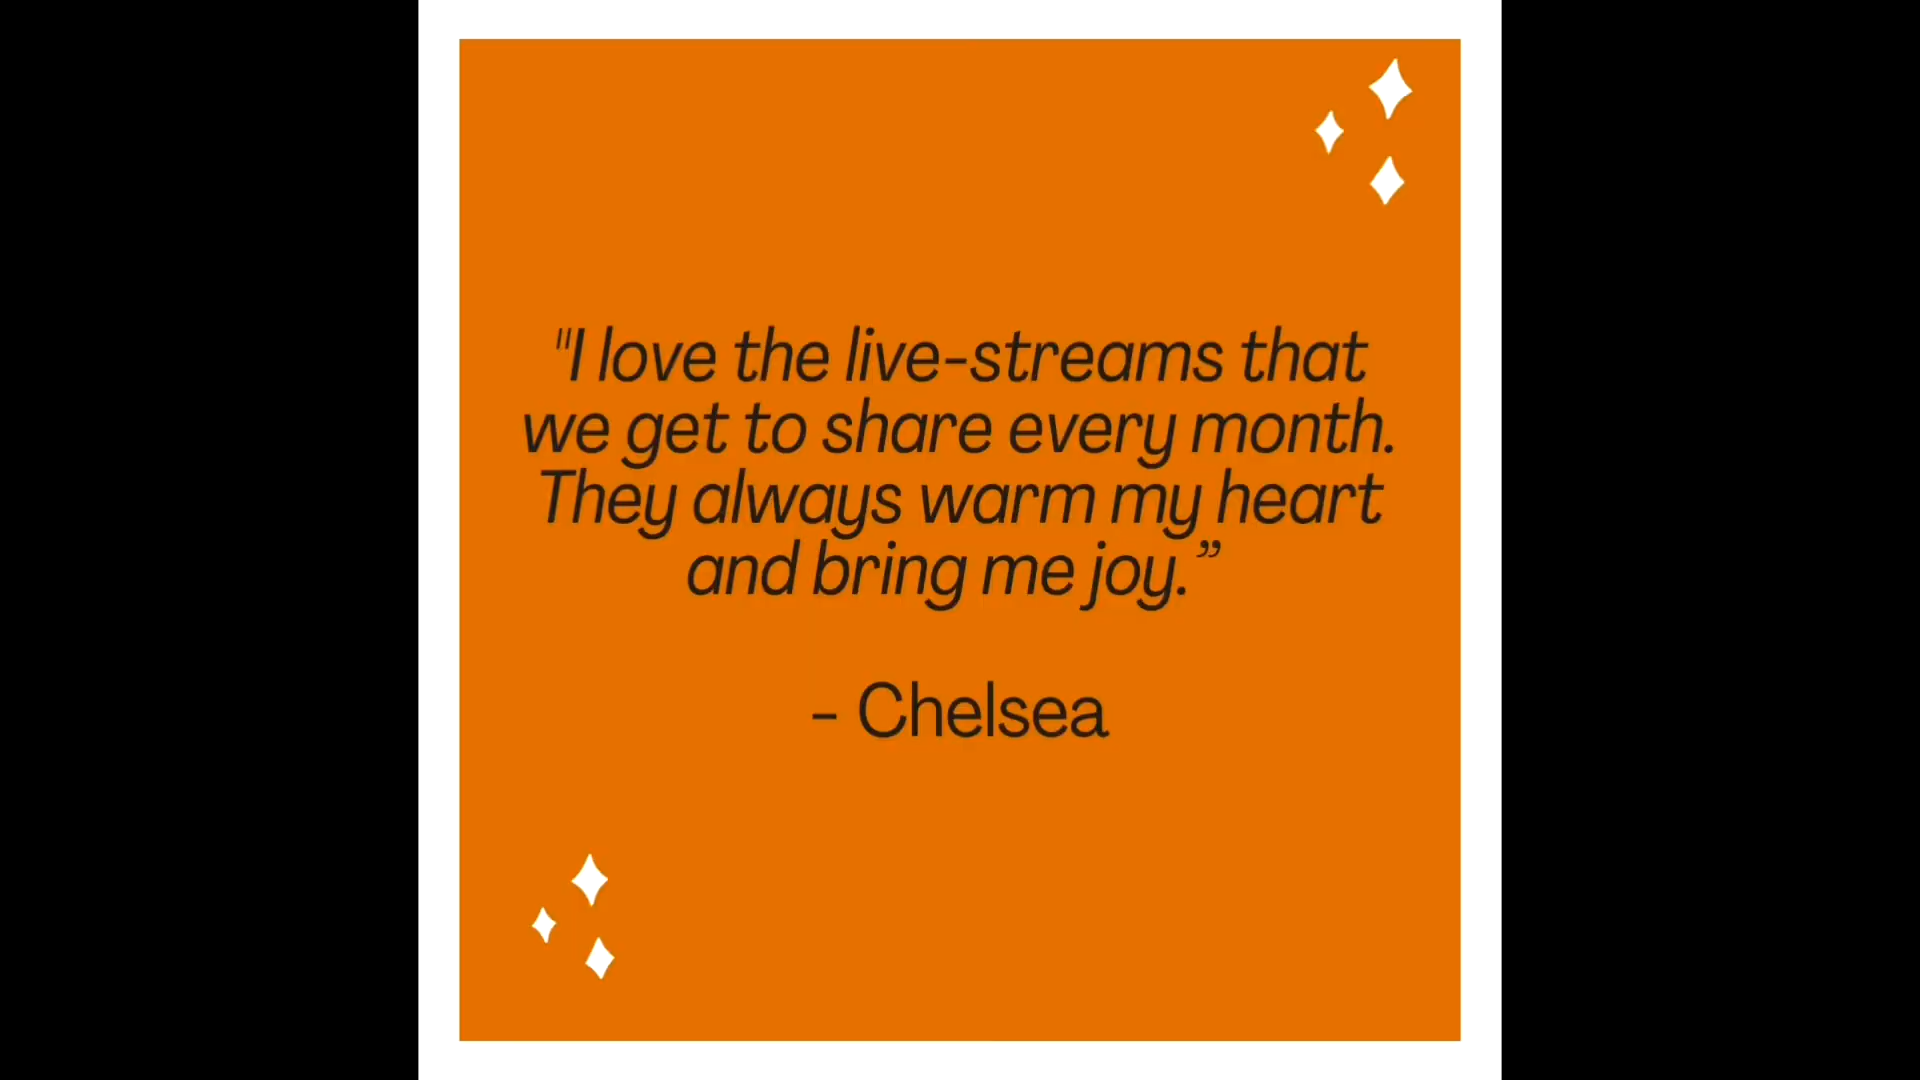 "I love the live-streams that
we get to share every month.
They always warm my heart
and bring me joy.”
- Chelsea